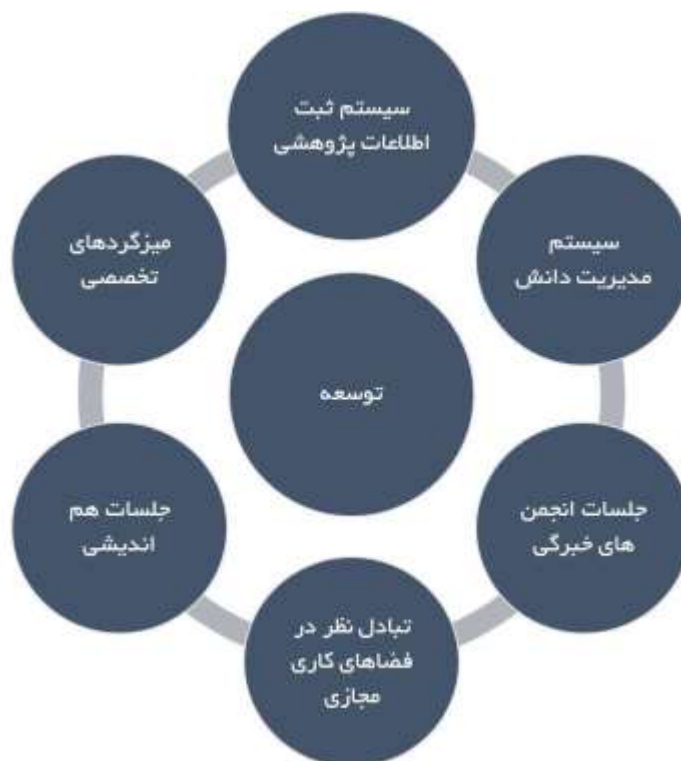 سیستم ثبت
اطلاعات پژوهشی
سیستم
مدیریت دانش
جلسات انجمن
های خبرگی
تبادل نظر در
فضاهای کاری
مجازی
جلسات هم
اندیشی
میزگردهای
تخصصی
توسعه